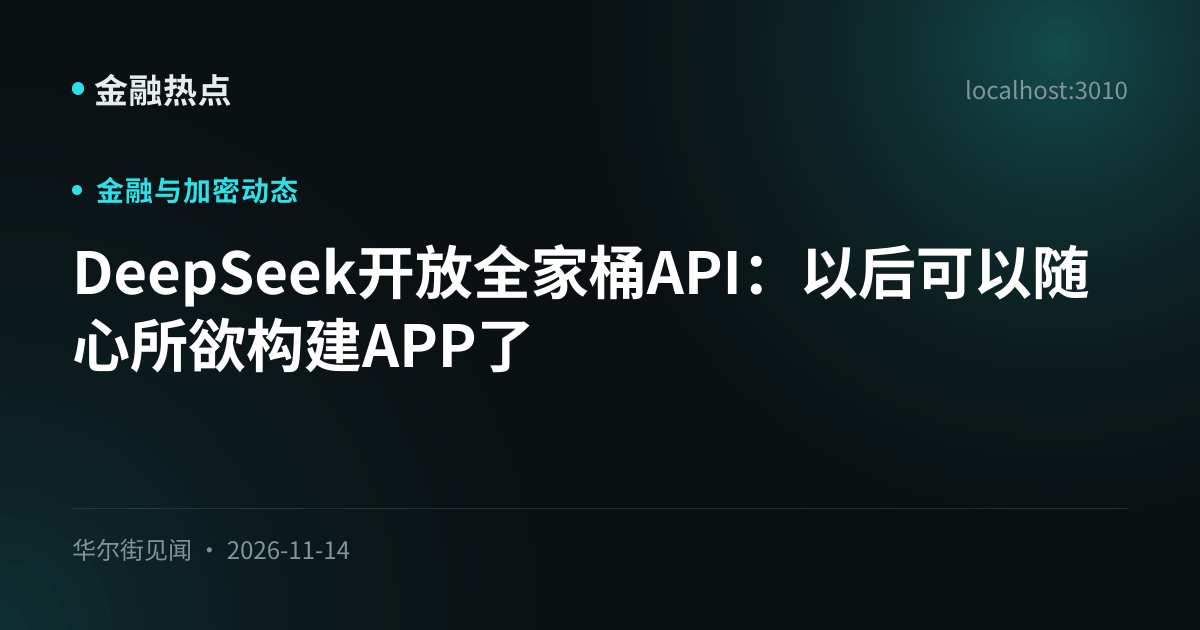 金融热点
localhost:3010
金融与加密动态
DeepSeek开放全家桶API：以后可以随
心所欲构建APP了
华尔街见闻 · 2026-11-14